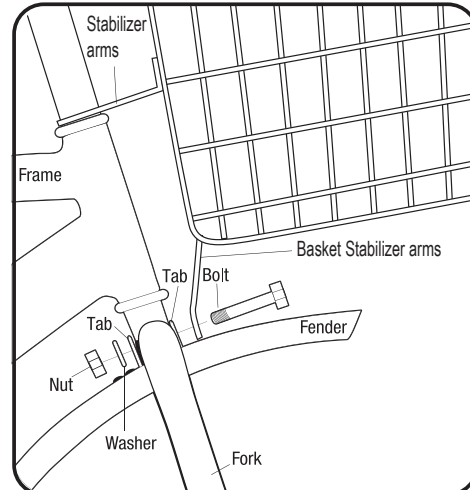 Stabilizer
arms
Frame
Basket Stabilizer arms
Tab
Bolt
Tab
Fender
Nut
Washer
Fork